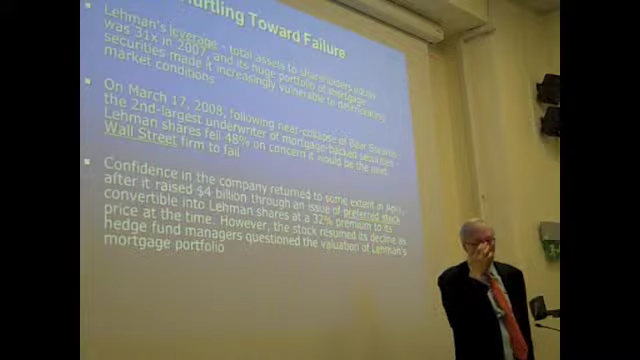 Hurtling Toward Failure
Lehman's leverage - total assets to shareholders equity -
was 31x in 2007, and its huge portfolio of mortgage
securities made it increasingly vulnerable to deteriorating
market conditions
On March 17, 2008, following near-collapse of Bear Stearns -
the 2nd-largest underwriter of mortgage-backed securities -
Lehman shares fell 48% on concern it would be the next
Wall Street firm to fail
Confidence in the company returned to some extent in April,
after it raised $4 billion through an issue of preferred stock
convertible into Lehman shares at a 32% premium to its
price at the time. However, the stock resumed its decline as
hedge fund managers questioned the valuation of Lehman's
mortgage portfolio